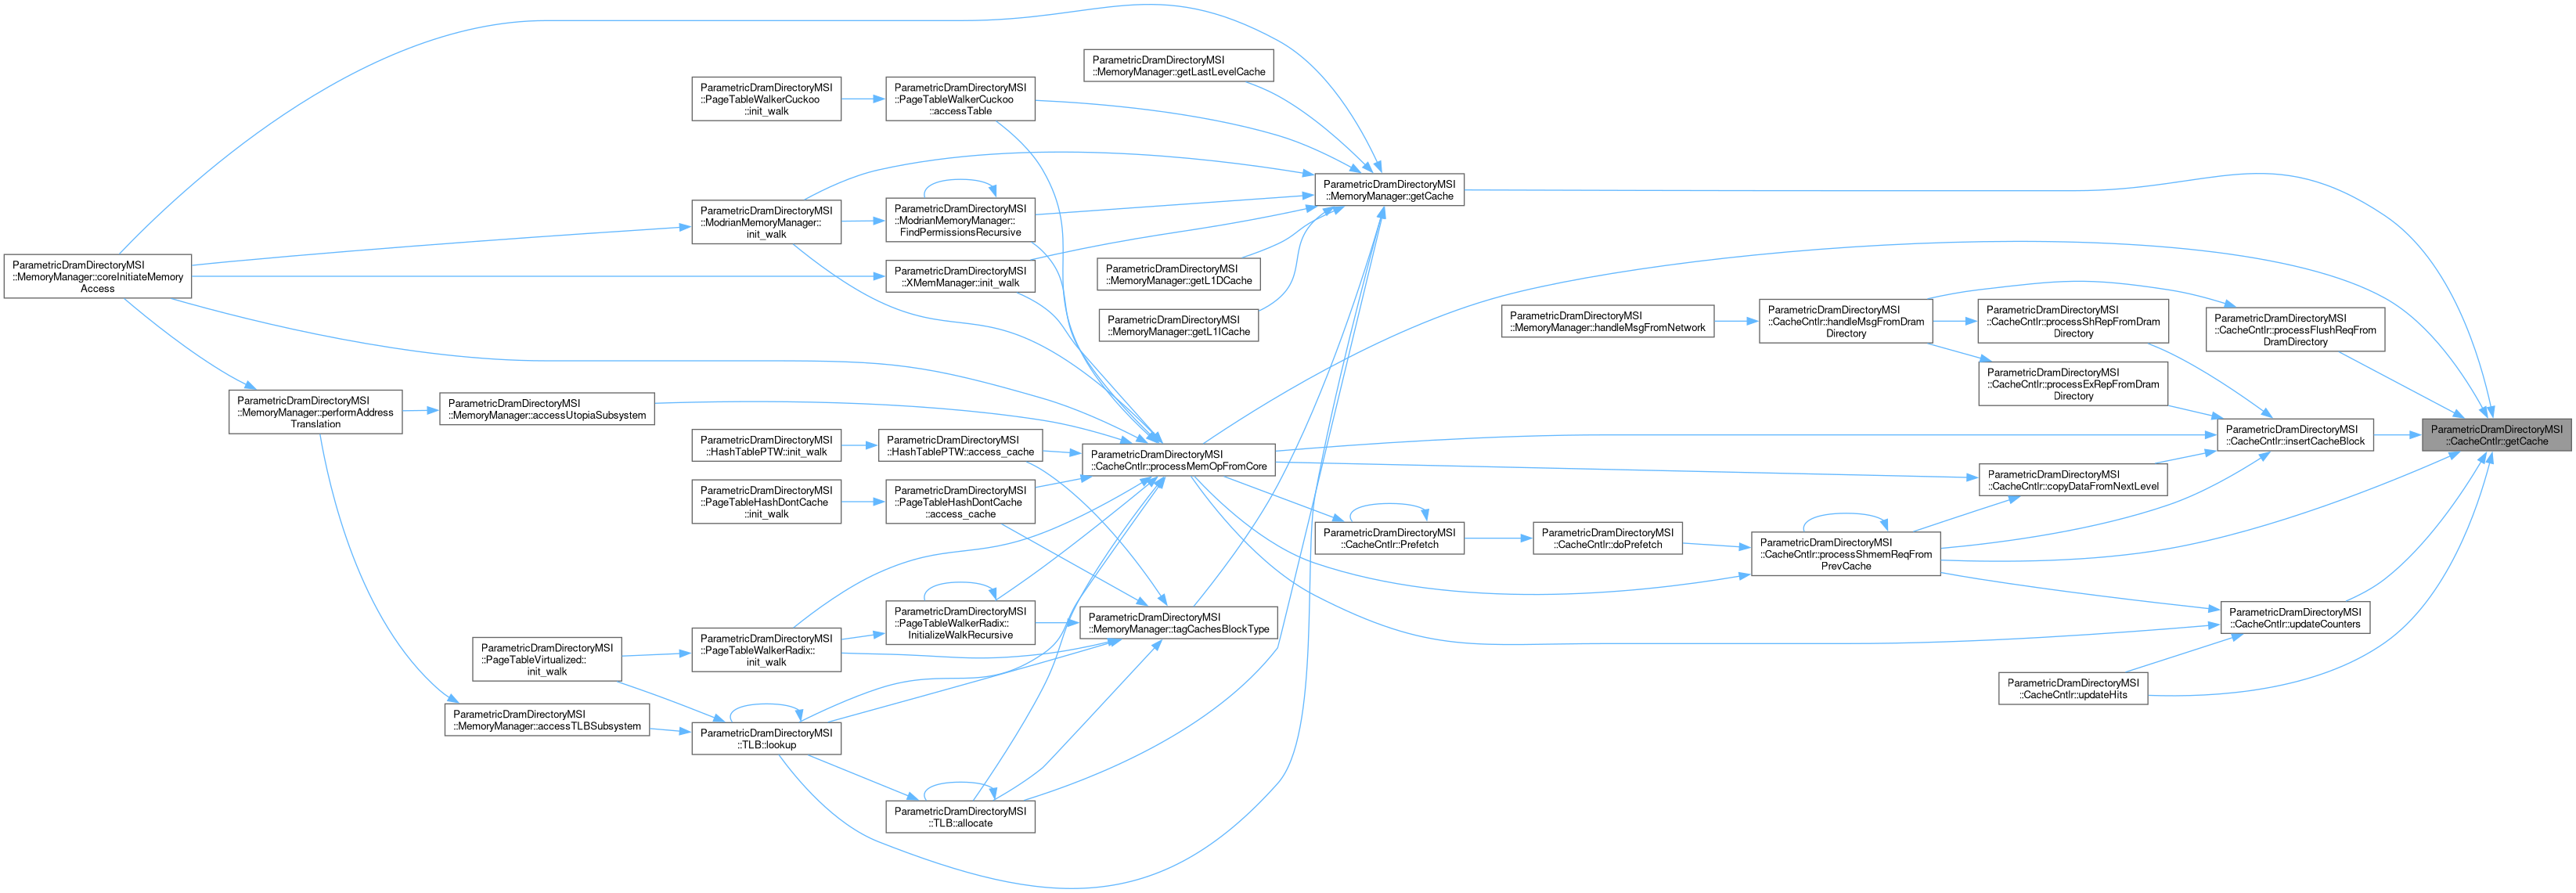 ParametricDramDirectoryMSI
::MemoryManager::coreInitiateMemory
Access
ParametricDramDirectoryMSI
::MemoryManager::performAddress
Translation
ParametricDramDirectoryMSI
::MemoryManager::accessUtopiaSubsystem
ParametricDramDirectoryMSI
::PageTableVirtualized::
init_walk
ParametricDramDirectoryMSI
::MemoryManager::accessTLBSubsystem
ParametricDramDirectoryMSI
::PageTableWalkerCuckoo
::init_walk
ParametricDramDirectoryMSI
::ModrianMemoryManager::
init_walk
ParametricDramDirectoryMSI
::HashTablePTW::init_walk
ParametricDramDirectoryMSI
::PageTableHashDontCache
::init_walk
ParametricDramDirectoryMSI
::PageTableWalkerRadix::
init_walk
ParametricDramDirectoryMSI
::TLB::lookup
ParametricDramDirectoryMSI
::PageTableWalkerCuckoo
::accessTable
ParametricDramDirectoryMSI
::ModrianMemoryManager::
FindPermissionsRecursive
ParametricDramDirectoryMSI
::XMemManager::init_walk
ParametricDramDirectoryMSI
::HashTablePTW::access_cache
ParametricDramDirectoryMSI
::PageTableHashDontCache
::access_cache
ParametricDramDirectoryMSI
::PageTableWalkerRadix::
InitializeWalkRecursive
ParametricDramDirectoryMSI
::TLB::allocate
ParametricDramDirectoryMSI
::MemoryManager::getLastLevelCache
ParametricDramDirectoryMSI
::MemoryManager::getL1DCache
ParametricDramDirectoryMSI
::MemoryManager::getL1ICache
ParametricDramDirectoryMSI
::CacheCntlr::processMemOpFromCore
ParametricDramDirectoryMSI
::MemoryManager::tagCachesBlockType
ParametricDramDirectoryMSI
::MemoryManager::getCache
ParametricDramDirectoryMSI
::CacheCntlr::Prefetch
ParametricDramDirectoryMSI
::MemoryManager::handleMsgFromNetwork
ParametricDramDirectoryMSI
::CacheCntlr::doPrefetch
ParametricDramDirectoryMSI
::CacheCntlr::handleMsgFromDram
Directory
ParametricDramDirectoryMSI
::CacheCntlr::processShmemReqFrom
PrevCache
ParametricDramDirectoryMSI
::CacheCntlr::processShRepFromDram
Directory
ParametricDramDirectoryMSI
::CacheCntlr::processExRepFromDram
Directory
ParametricDramDirectoryMSI
::CacheCntlr::copyDataFromNextLevel
ParametricDramDirectoryMSI
::CacheCntlr::updateHits
ParametricDramDirectoryMSI
::CacheCntlr::processFlushReqFrom
DramDirectory
ParametricDramDirectoryMSI
::CacheCntlr::insertCacheBlock
ParametricDramDirectoryMSI
::CacheCntlr::updateCounters
ParametricDramDirectoryMSI
::CacheCntlr::getCache